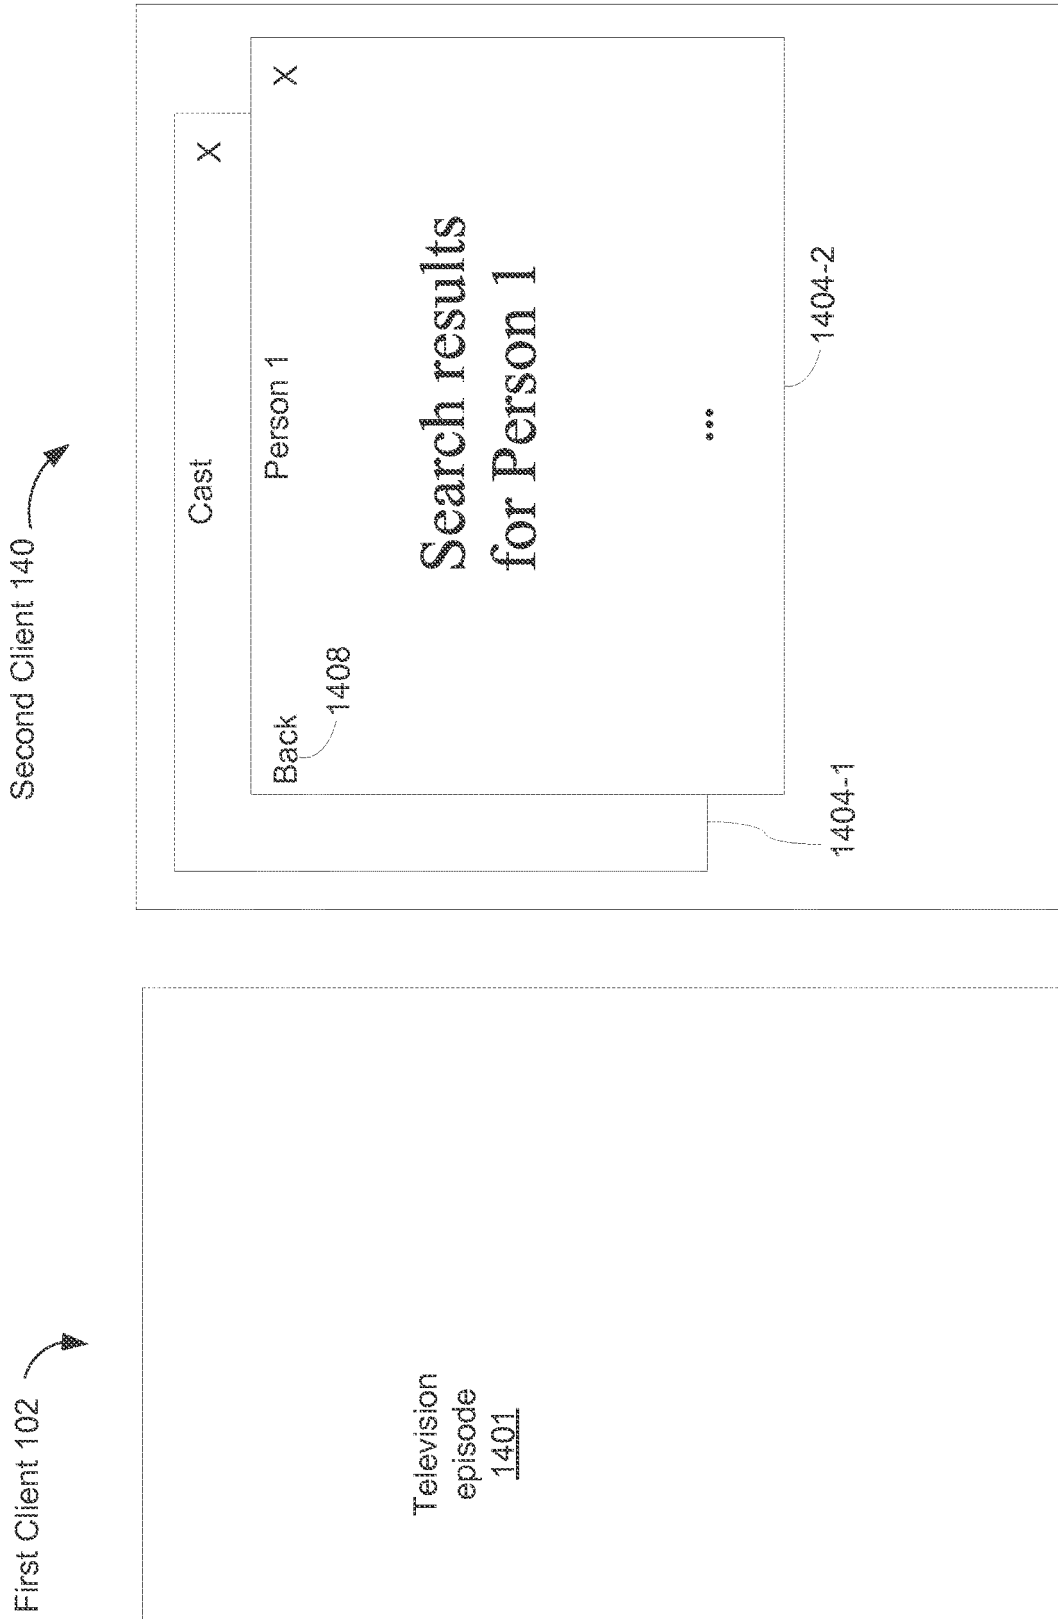 First Client 102
Television
episode
1401
Second Client 140
Cast
X
Back
Person 1
X
1408
Search results
for Person 1
...
1404-1
1404-2